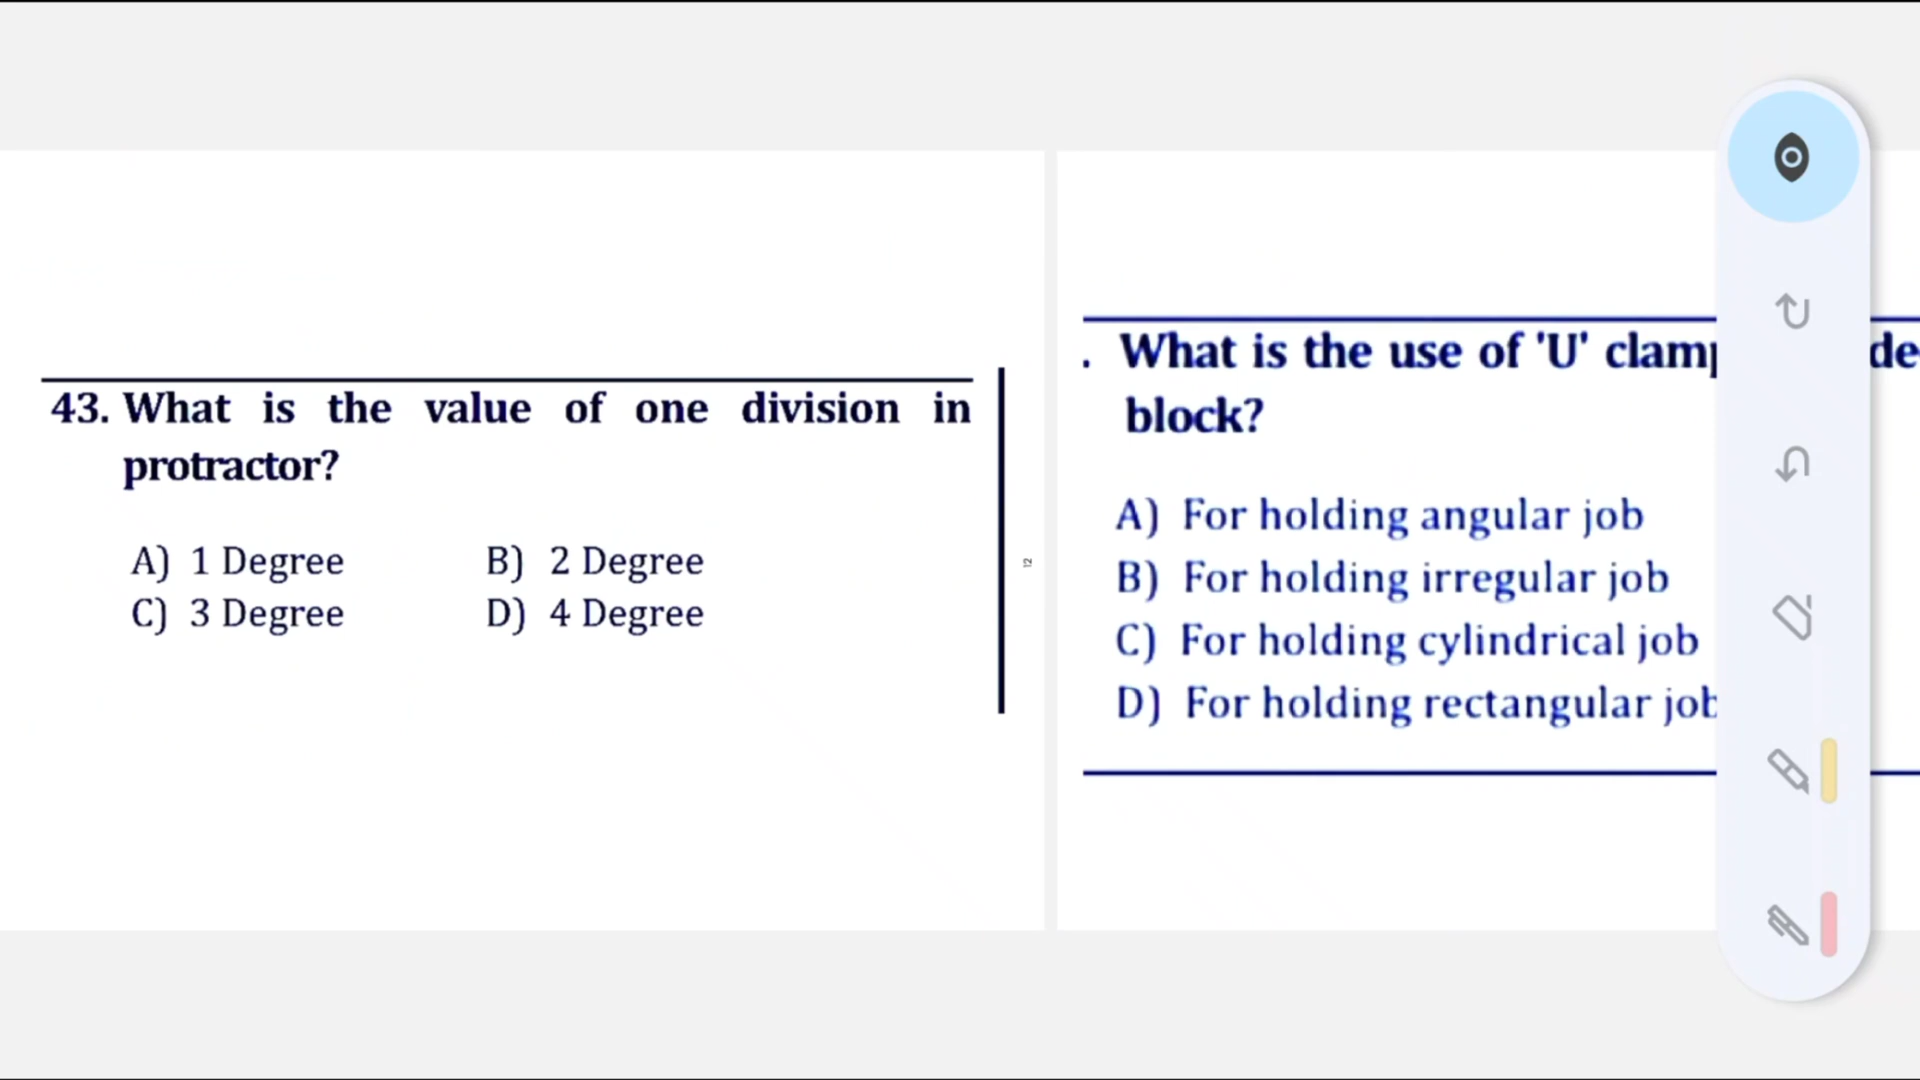 43. What is the value of one division in
protractor?
A) 1 Degree B) 2 Degree
C) 3 Degree D) 4 Degree
12
. What is the use of 'U' clam
block?
A) For holding angular job
B) For holding irregular job
C) For holding cylindrical job
D) For holding rectangular job